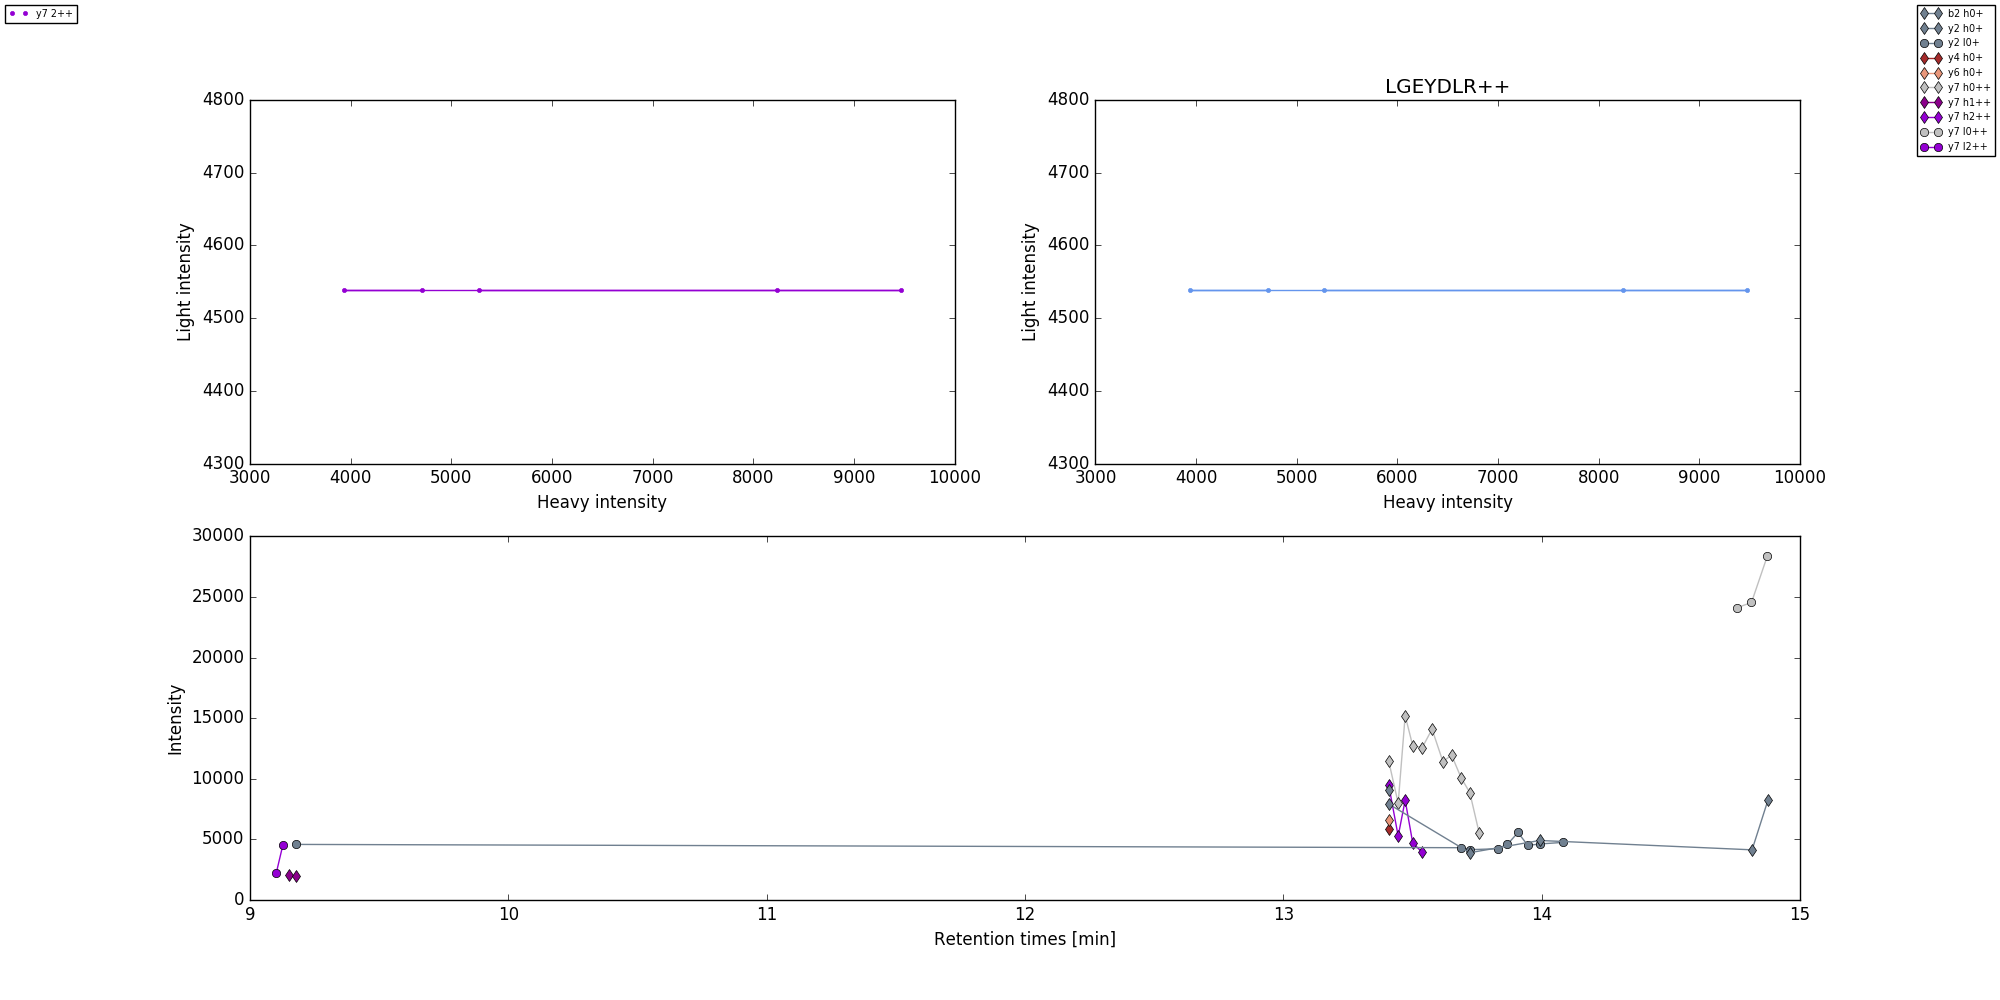 y7 2++
b2 h0+
y2 h0+
y2 l0+
y4 h0+
y6 h0+
y7 h0++
y7 h1++
y7 h2++
y7 l0++
y7 l2++
LGEYDLR++
4800
4700
4600
4500
4400
4300
Light intensity
3000 4000 5000 6000 7000 8000 9000 10000
Heavy intensity
4800
4700
4600
4500
4400
4300
Light intensity
3000 4000 5000 6000 7000 8000 9000 10000
Heavy intensity
30000
25000
20000
15000
10000
5000
0
Intensity
9 10 11 12 13 14 15
Retention times [min]